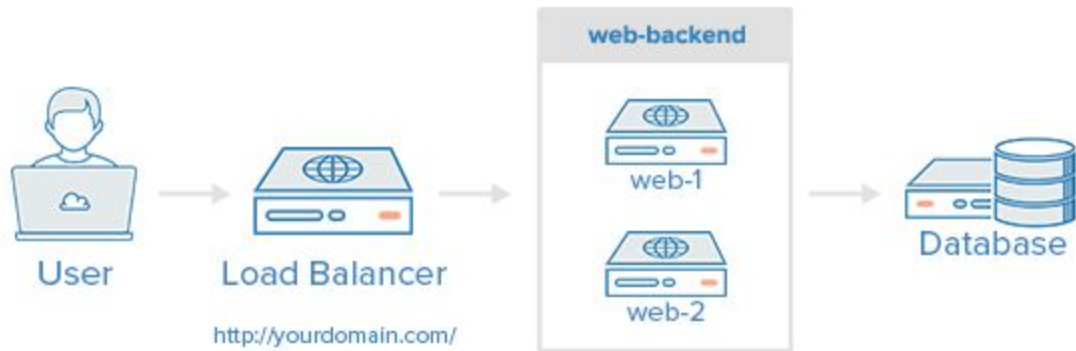 web-backend
web-1
web-2
User
Load Balancer
Database
http://yourdomain.com/